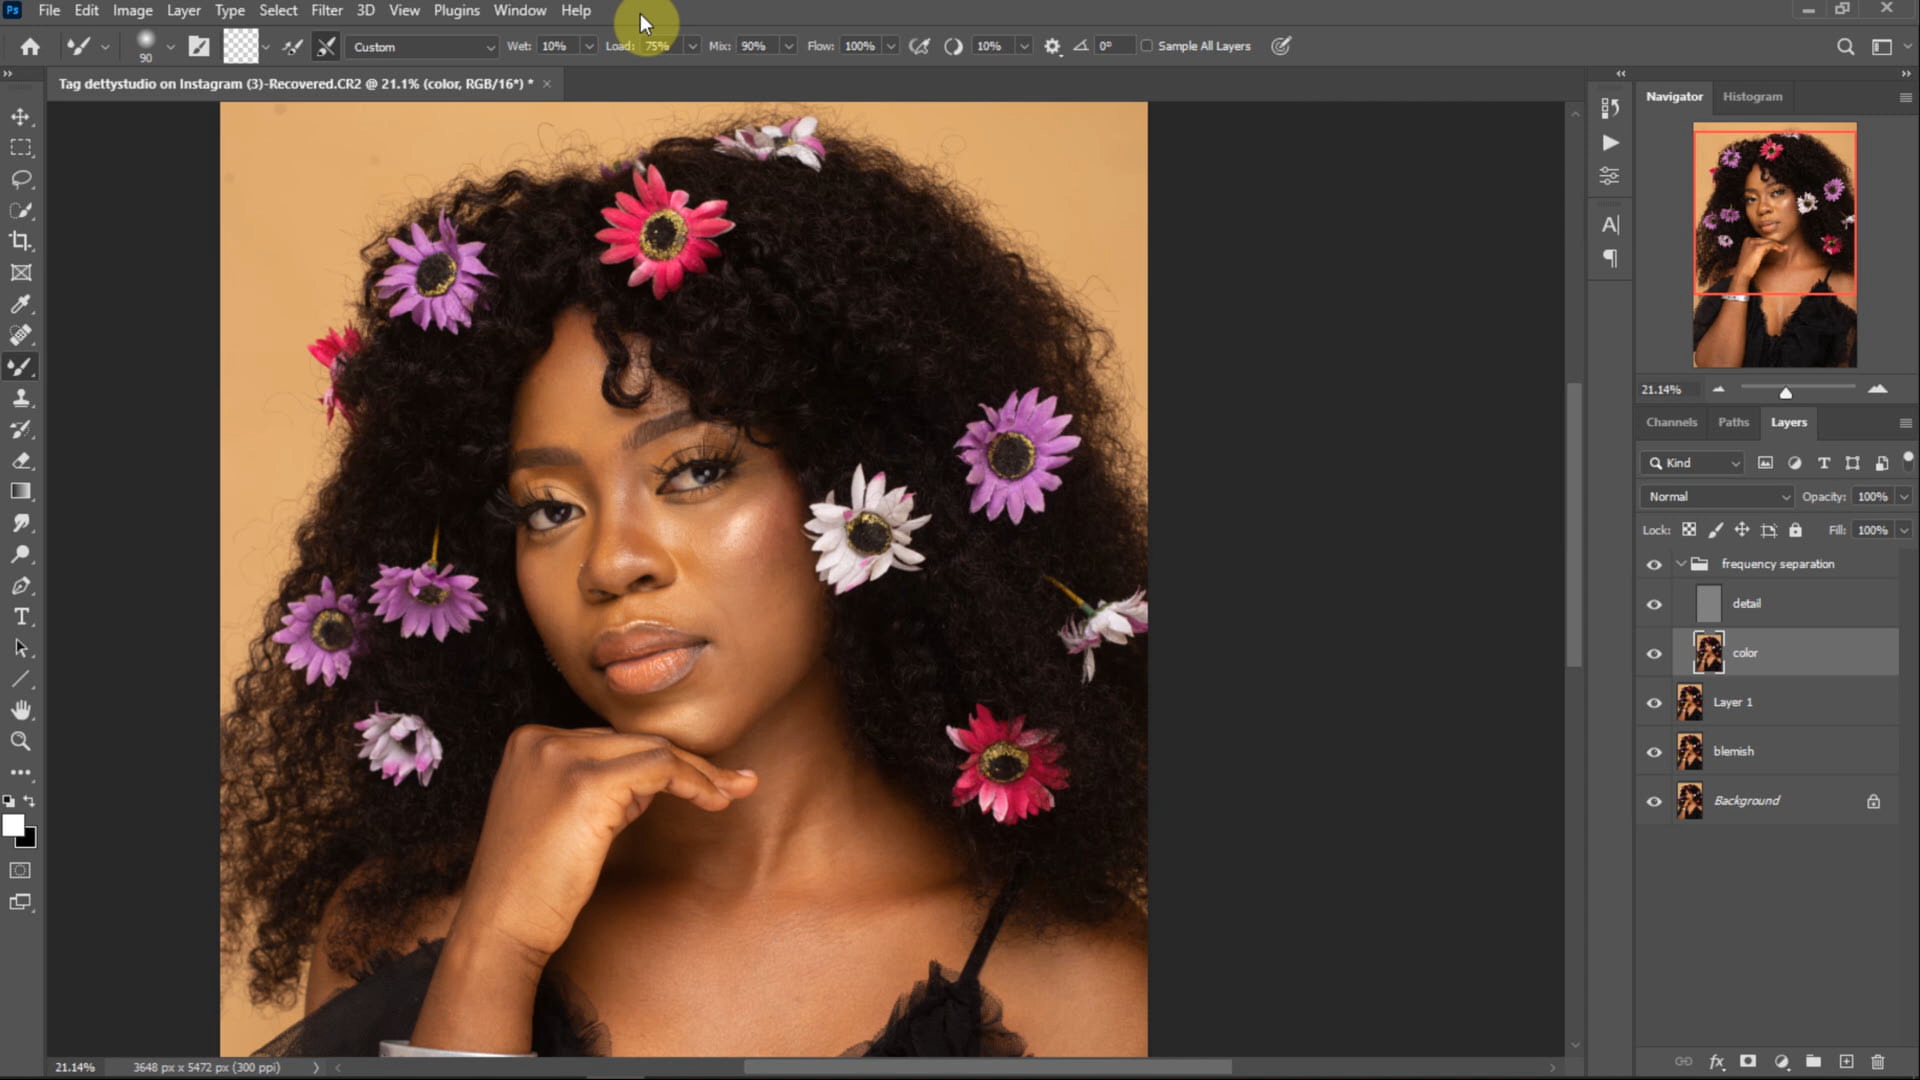 Ps File Edit Image Layer Type Select Filter 3D View Plugins Window Help
90 Custom Wet: 10% Load: 75% Mix: 90% Flow: 100% 10% 0° Sample All Layers
Tag dettystudio on Instagram (3)-Recovered.CR2 @ 21.1% (color, RGB/16*) *
Navigator Histogram
21.14%
Channels Paths Layers
Kind
Normal Opacity: 100%
Lock: Fill: 100%
frequency separation
detail
color
Layer 1
blemish
Background
fx
21.14% 3648 px x 5472 px (300 ppi)